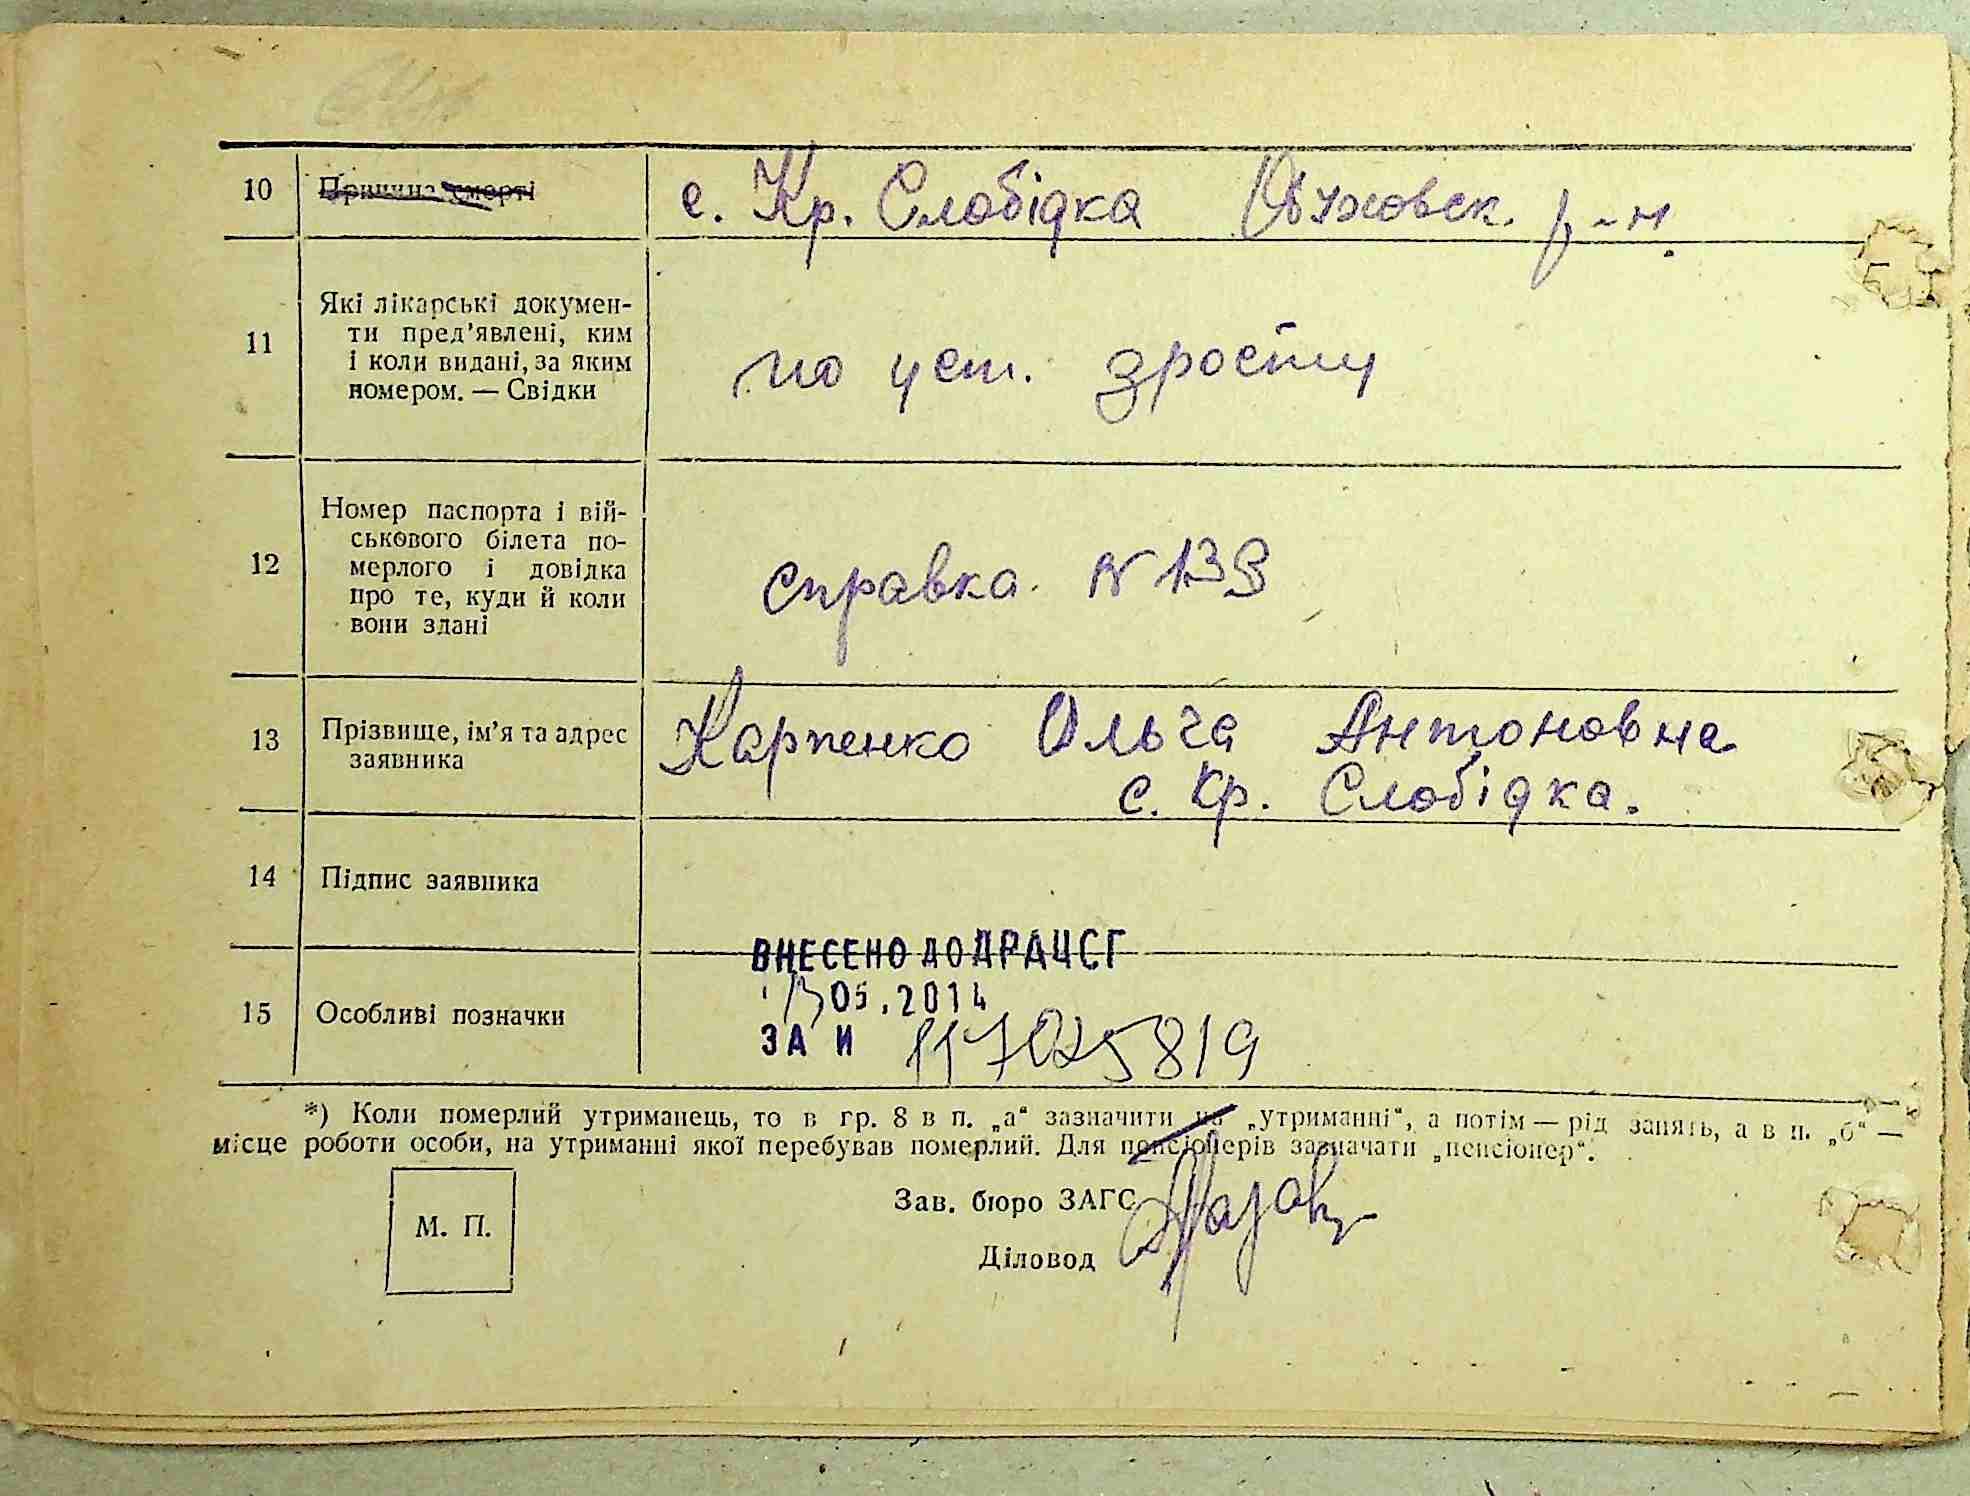 10 Причина смерті с. Кр. Слобідка Обуховск. р-н.
11 Які лікарські докумен-
ти пред'явлені, ким
і коли видані, за яким
номером. — Свідки
по уст. зросту
12 Номер паспорта і вій-
ськового білета по-
мерлого і довідка
про те, куди й коли
вони здані
справка N 139
13 Прізвище, ім'я та адрес
заявника
Карпенко Ольга Антоновна
с. Кр. Слобідка.
14 Підпис заявника
15 Особливі позначки
ВНЕСЕНО ДО ДРАЦСГ
13 05.2014
ЗА И 117025819
*) Коли померлий утриманець, то в гр. 8 в п. „а“ зазначити на „утриманні“, а потім — рід занять, а в п. „б“ —
місце роботи особи, на утриманні якої перебував померлий. Для пенсіонерів зазначати „пенсіонер“.
М. П.
Зав. бюро ЗАГС
Діловод